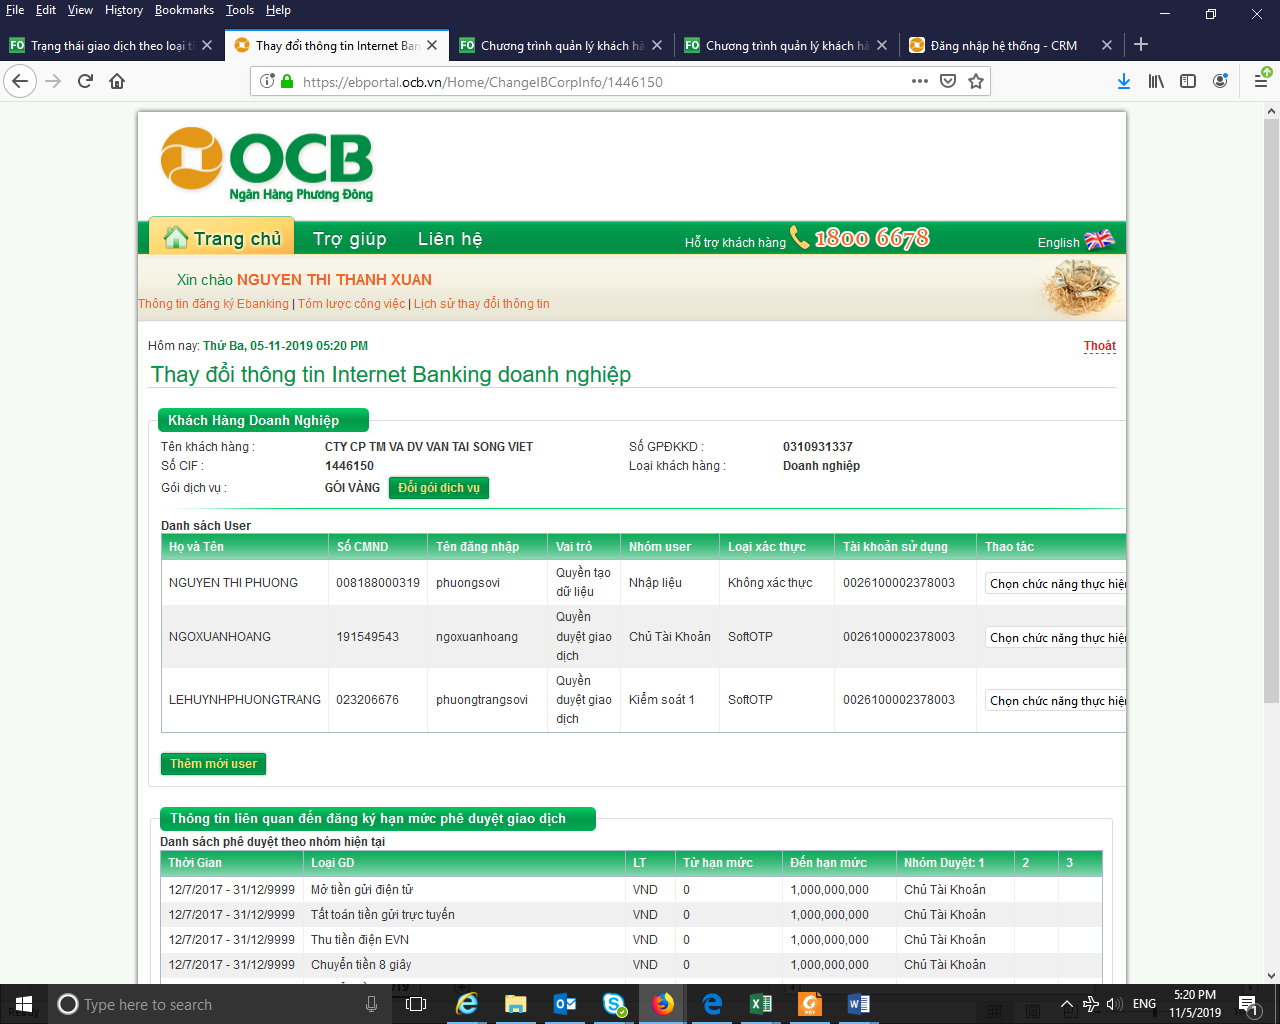 File Edit View History Bookmarks Tools Help
Trạng thái giao dịch theo loại ti
Thay đổi thông tin Internet Ban
Chương trình quản lý khách hà
Chương trình quản lý khách hà
Đăng nhập hệ thống - CRM
https://ebportal.ocb.vn/Home/ChangeIBCorpInfo/1446150
OCB
Ngân Hàng Phương Đông
Trang chủ Trợ giúp Liên hệ Hỗ trợ khách hàng 1800 6678 English
Xin chào NGUYEN THI THANH XUAN
Thông tin đăng ký Ebanking | Tóm lược công việc | Lịch sử thay đổi thông tin
Hôm nay: Thứ Ba, 05-11-2019 05:20 PM Thoát
Thay đổi thông tin Internet Banking doanh nghiệp
Khách Hàng Doanh Nghiệp
Tên khách hàng : CTY CP TM VA DV VAN TAI SONG VIET Số GPĐKKD : 0310931337
Số CIF : 1446150 Loại khách hàng : Doanh nghiệp
Gói dịch vụ : GÓI VÀNG Đổi gói dịch vụ
Danh sách User
Họ và Tên Số CMND Tên đăng nhập Vai trò Nhóm user Loại xác thực Tài khoản sử dụng Thao tác
NGUYEN THI PHUONG 008188000319 phuongsovi Quyền tạo dữ liệu Nhập liệu Không xác thực 0026100002378003 Chọn chức năng thực hiện
NGOXUANHOANG 191549543 ngoxuanhoang Quyền duyệt giao dịch Chủ Tài Khoản SoftOTP 0026100002378003 Chọn chức năng thực hiện
LEHUYNHPHUONGTRANG 023206676 phuongtrangsovi Quyền duyệt giao dịch Kiểm soát 1 SoftOTP 0026100002378003 Chọn chức năng thực hiện
Thêm mới user
Thông tin liên quan đến đăng ký hạn mức phê duyệt giao dịch
Danh sách phê duyệt theo nhóm hiện tại
Thời Gian Loại GD LT Từ hạn mức Đến hạn mức Nhóm Duyệt: 1 2 3
12/7/2017 - 31/12/9999 Mở tiền gửi điện tử VND 0 1,000,000,000 Chủ Tài Khoản
12/7/2017 - 31/12/9999 Tất toán tiền gửi trực tuyến VND 0 1,000,000,000 Chủ Tài Khoản
12/7/2017 - 31/12/9999 Thu tiền điện EVN VND 0 1,000,000,000 Chủ Tài Khoản
12/7/2017 - 31/12/9999 Chuyển tiền 8 giây VND 0 1,000,000,000 Chủ Tài Khoản
Type here to search
ENG
5:20 PM
11/5/2019